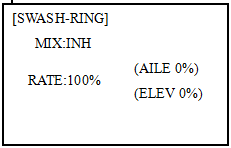 [SWASH-RING]
MIX:INH
(AILE 0%)
RATE:100%
(ELEV 0%)